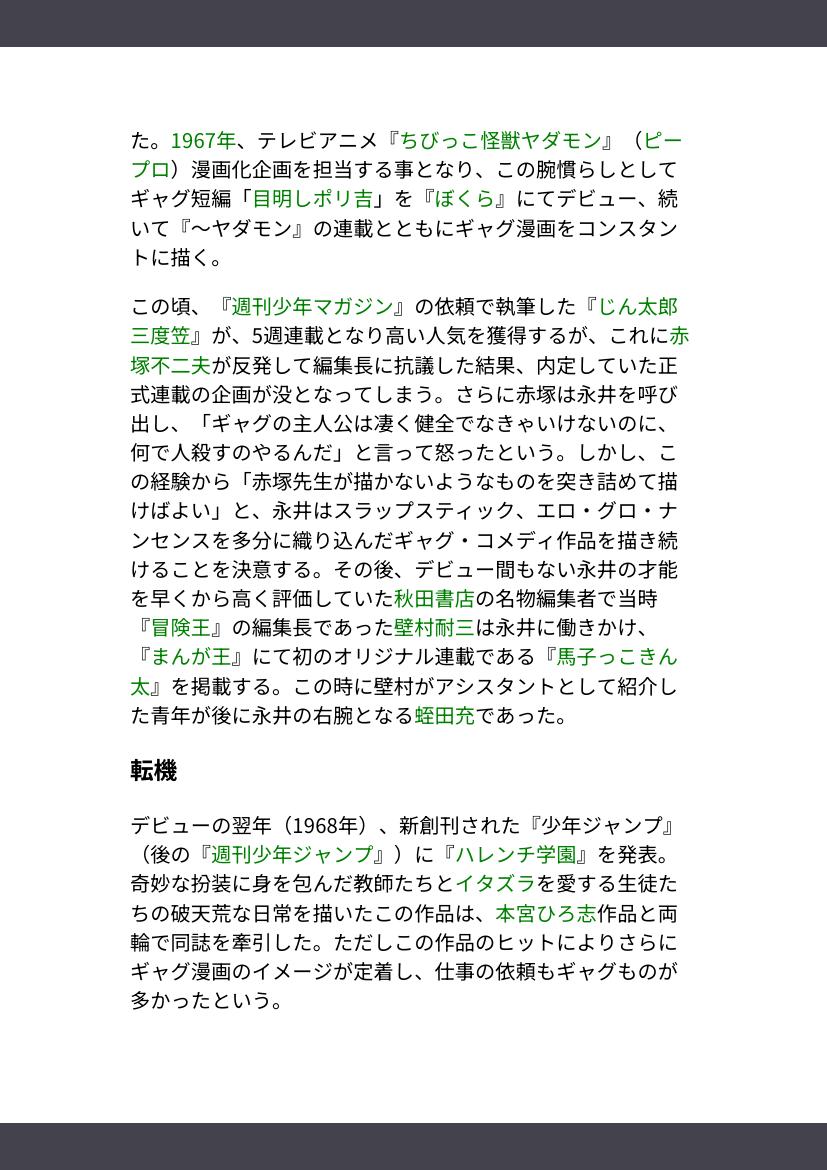 た。1967年、テレビアニメ『ちびっこ怪獣ヤダモン』（ピー
プロ）漫画化企画を担当する事となり、この腕慣らしとして
ギャグ短編「目明しポリ吉」を『ぼくら』にてデビュー、続
いて『〜ヤダモン』の連載とともにギャグ漫画をコンスタン
トに描く。
この頃、『週刊少年マガジン』の依頼で執筆した『じん太郎
三度笠』が、5週連載となり高い人気を獲得するが、これに赤
塚不二夫が反発して編集長に抗議した結果、内定していた正
式連載の企画が没となってしまう。さらに赤塚は永井を呼び
出し、「ギャグの主人公は凄く健全でなきゃいけないのに、
何で人殺すのやるんだ」と言って怒ったという。しかし、こ
の経験から「赤塚先生が描かないようなものを突き詰めて描
けばよい」と、永井はスラップスティック、エロ・グロ・ナ
ンセンスを多分に織り込んだギャグ・コメディ作品を描き続
けることを決意する。その後、デビュー間もない永井の才能
を早くから高く評価していた秋田書店の名物編集者で当時
『冒険王』の編集長であった壁村耐三は永井に働きかけ、
『まんが王』にて初のオリジナル連載である『馬子っこきん
太』を掲載する。この時に壁村がアシスタントとして紹介し
た青年が後に永井の右腕となる蛭田充であった。
転機
デビューの翌年（1968年）、新創刊された『少年ジャンプ』
（後の『週刊少年ジャンプ』）に『ハレンチ学園』を発表。
奇妙な扮装に身を包んだ教師たちとイタズラを愛する生徒た
ちの破天荒な日常を描いたこの作品は、本宮ひろ志作品と両
輪で同誌を牽引した。ただしこの作品のヒットによりさらに
ギャグ漫画のイメージが定着し、仕事の依頼もギャグものが
多かったという。